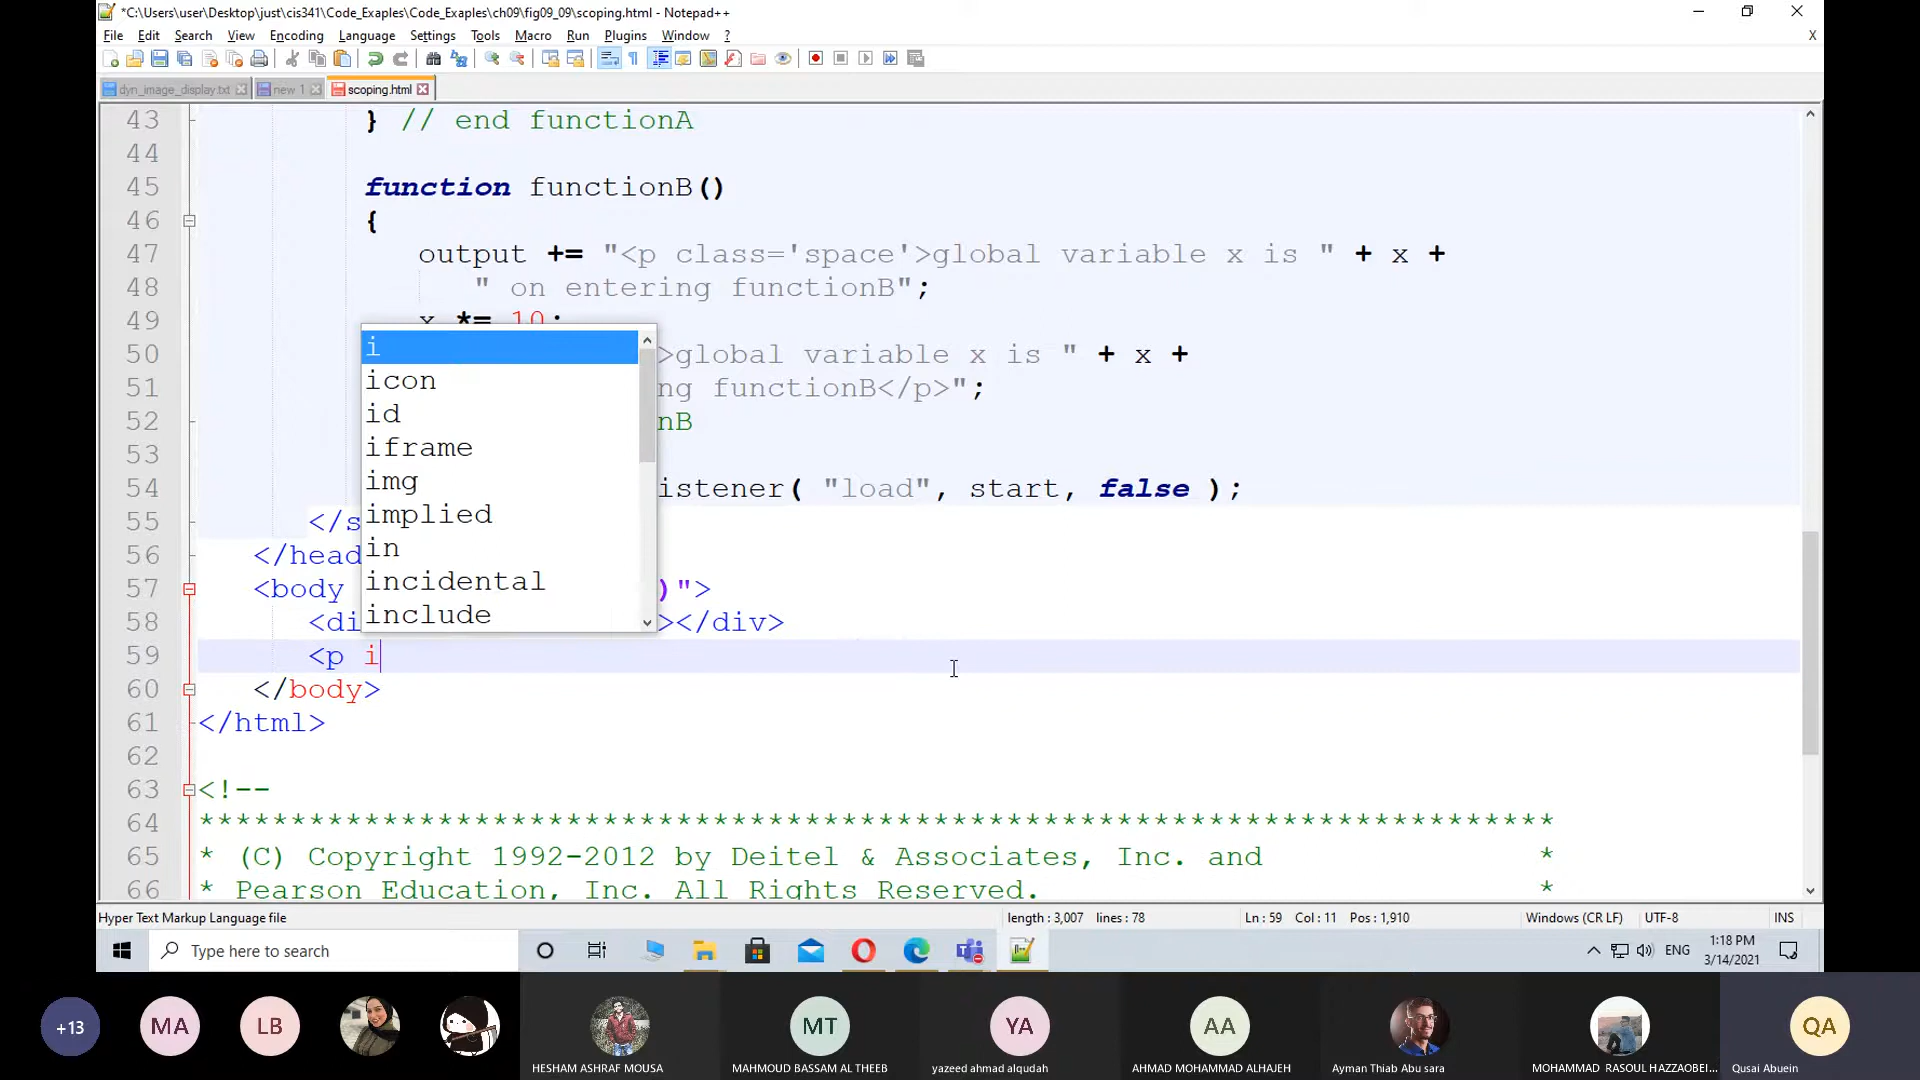 *C:\Users\user\Desktop\just\cis341\Code_Exaples\Code_Exaples\ch09\fig09_09\scoping.html - Notepad++
File Edit Search View Encoding Language Settings Tools Macro Run Plugins Window ? X
dyn_image_display.txt new 1 scoping.html
43 } // end functionA
44
45 function functionB()
46 {
47 output += "<p class='space'>global variable x is " + x +
48 " on entering functionB";
49 x *= 10;
50 >global variable x is " + x +
51 ng functionB</p>";
52 nB
53
54 istener( "load", start, false );
55 </s
56 </head
57 <body )">
58 <di ></div>
59 <p i
60 </body>
61 </html>
62
63 <!--
64 **************************************************************************
65 * (C) Copyright 1992-2012 by Deitel & Associates, Inc. and *
66 * Pearson Education, Inc. All Rights Reserved. *
i
icon
id
iframe
img
implied
in
incidental
include
Hyper Text Markup Language file length : 3,007 lines : 78 Ln : 59 Col : 11 Pos : 1,910 Windows (CR LF) UTF-8 INS
Type here to search ENG 1:18 PM
3/14/2021
+13 MA LB MT YA AA QA
HESHAM ASHRAF MOUSA MAHMOUD BASSAM AL THEEB yazeed ahmad alqudah AHMAD MOHAMMAD ALHAJEH Ayman Thiab Abu sara MOHAMMAD RASOUL HAZZAOBEI... Qusai Abuein